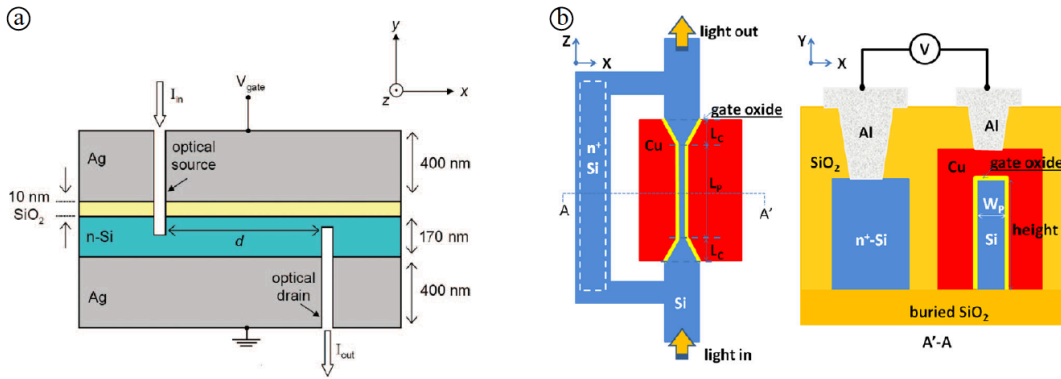 a
y
x
z
V_gate
I_in
optical
source
Ag
400 nm
10 nm
SiO₂
n-Si
d
170 nm
Ag
optical
drain
400 nm
I_out
b
light out
Z
X
gate oxide
L_C
n⁺
Si
Cu
L_P
A
A'
L_C
Si
light in
Y
X
V
Al
Al
SiO₂
Cu
gate oxide
W_P
n⁺-Si
Si
height
buried SiO₂
A'-A